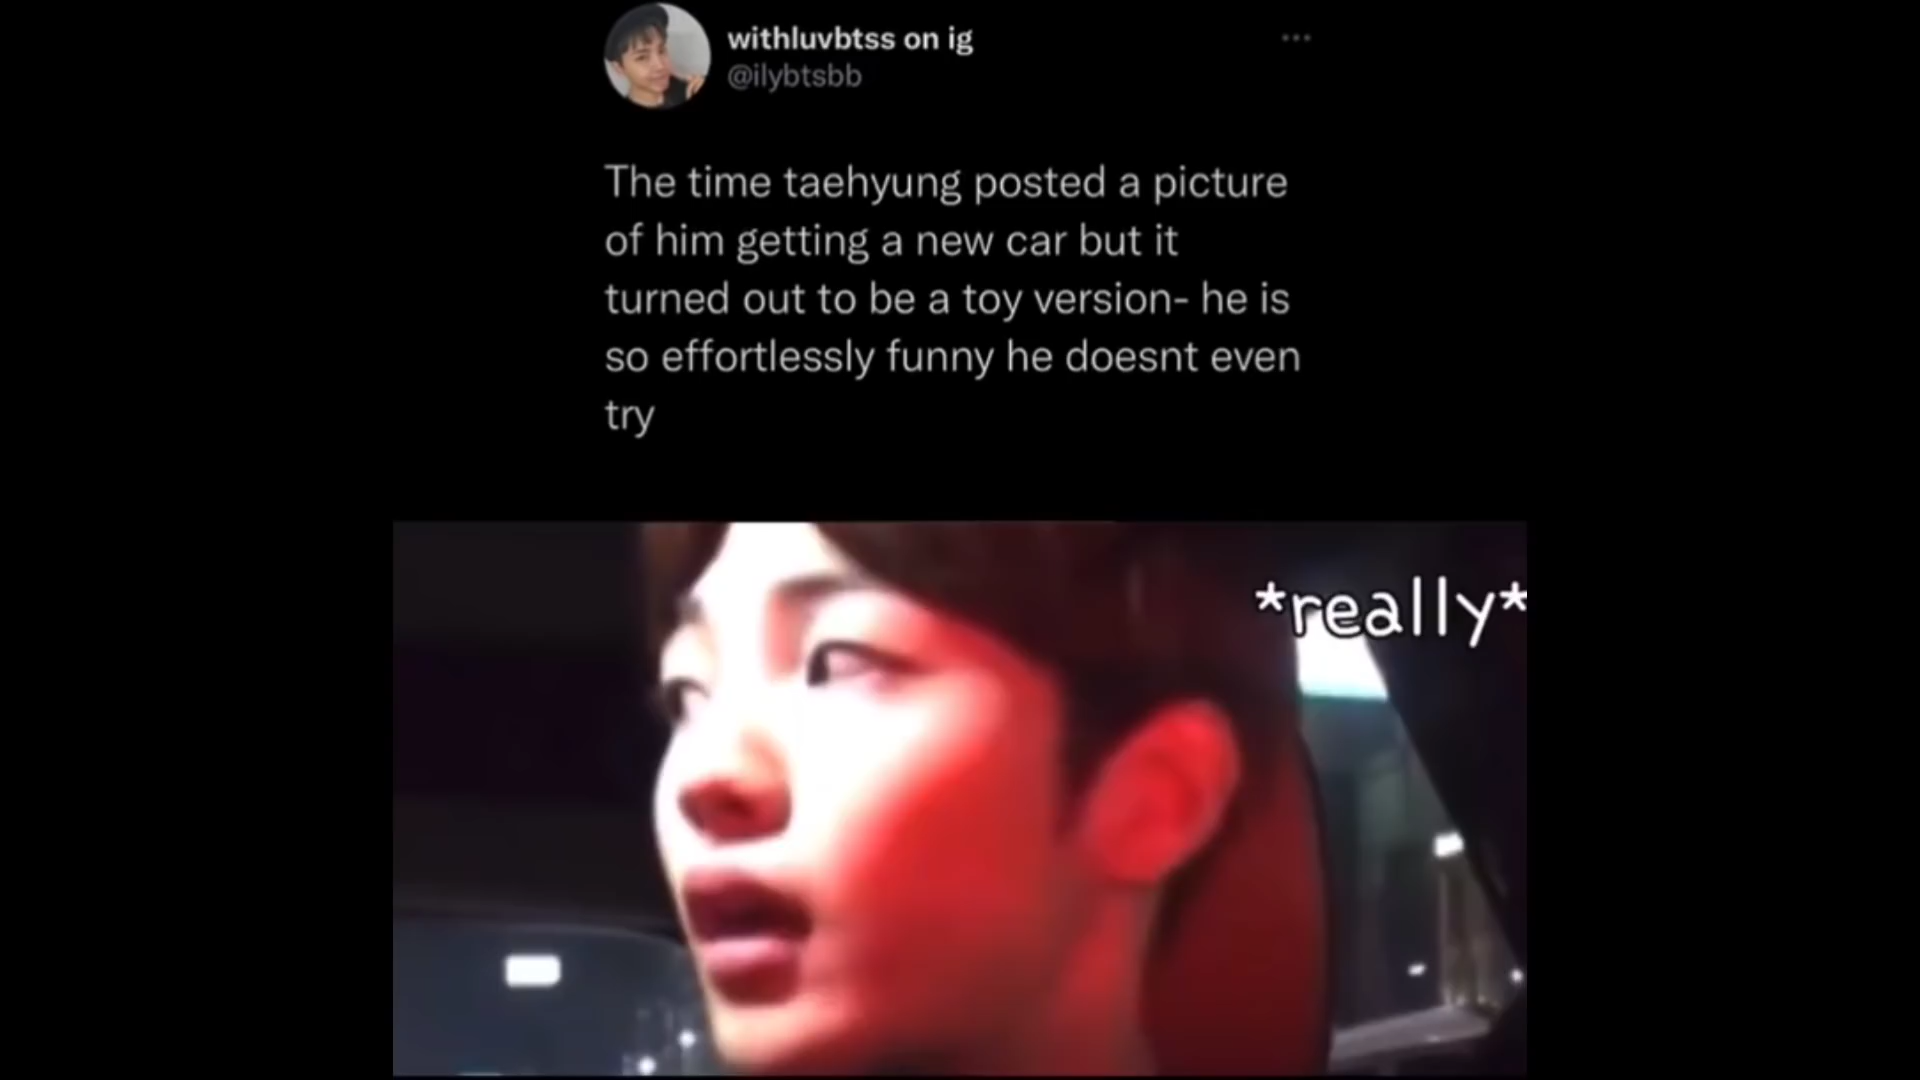 withluvbtss on ig
@ilybtsbb
The time taehyung posted a picture
of him getting a new car but it
turned out to be a toy version- he is
so effortlessly funny he doesnt even
try
*really*